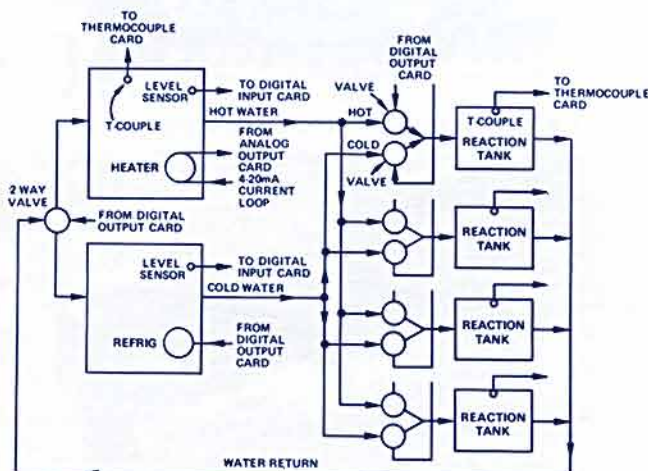 TO
THERMOCOUPLE
CARD
LEVEL
SENSOR
TO DIGITAL
INPUT CARD
T-COUPLE
HOT WATER
HEATER
FROM
ANALOG
OUTPUT
CARD
4-20mA
CURRENT
LOOP
2 WAY
VALVE
FROM DIGITAL
OUTPUT CARD
LEVEL
SENSOR
TO DIGITAL
INPUT CARD
COLD WATER
REFRIG
FROM
DIGITAL
OUTPUT
CARD
FROM
DIGITAL
OUTPUT
CARD
VALVE
HOT
COLD
VALVE
TO
THERMOCOUPLE
CARD
T-COUPLE
REACTION
TANK
REACTION
TANK
REACTION
TANK
REACTION
TANK
WATER RETURN